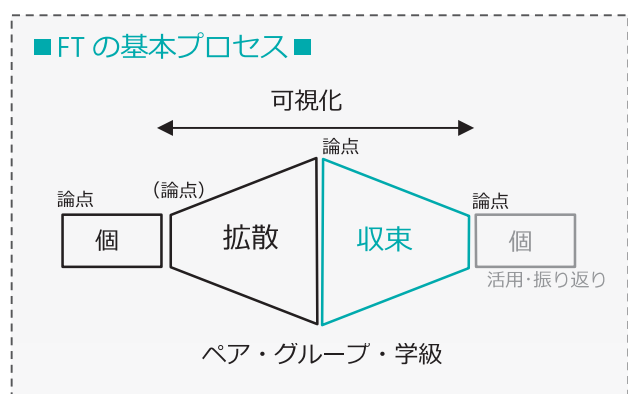 ■FTの基本プロセス■
可視化
論点
(論点)
論点
論点
個
拡散
収束
個
活用・振り返り
ペア・グループ・学級